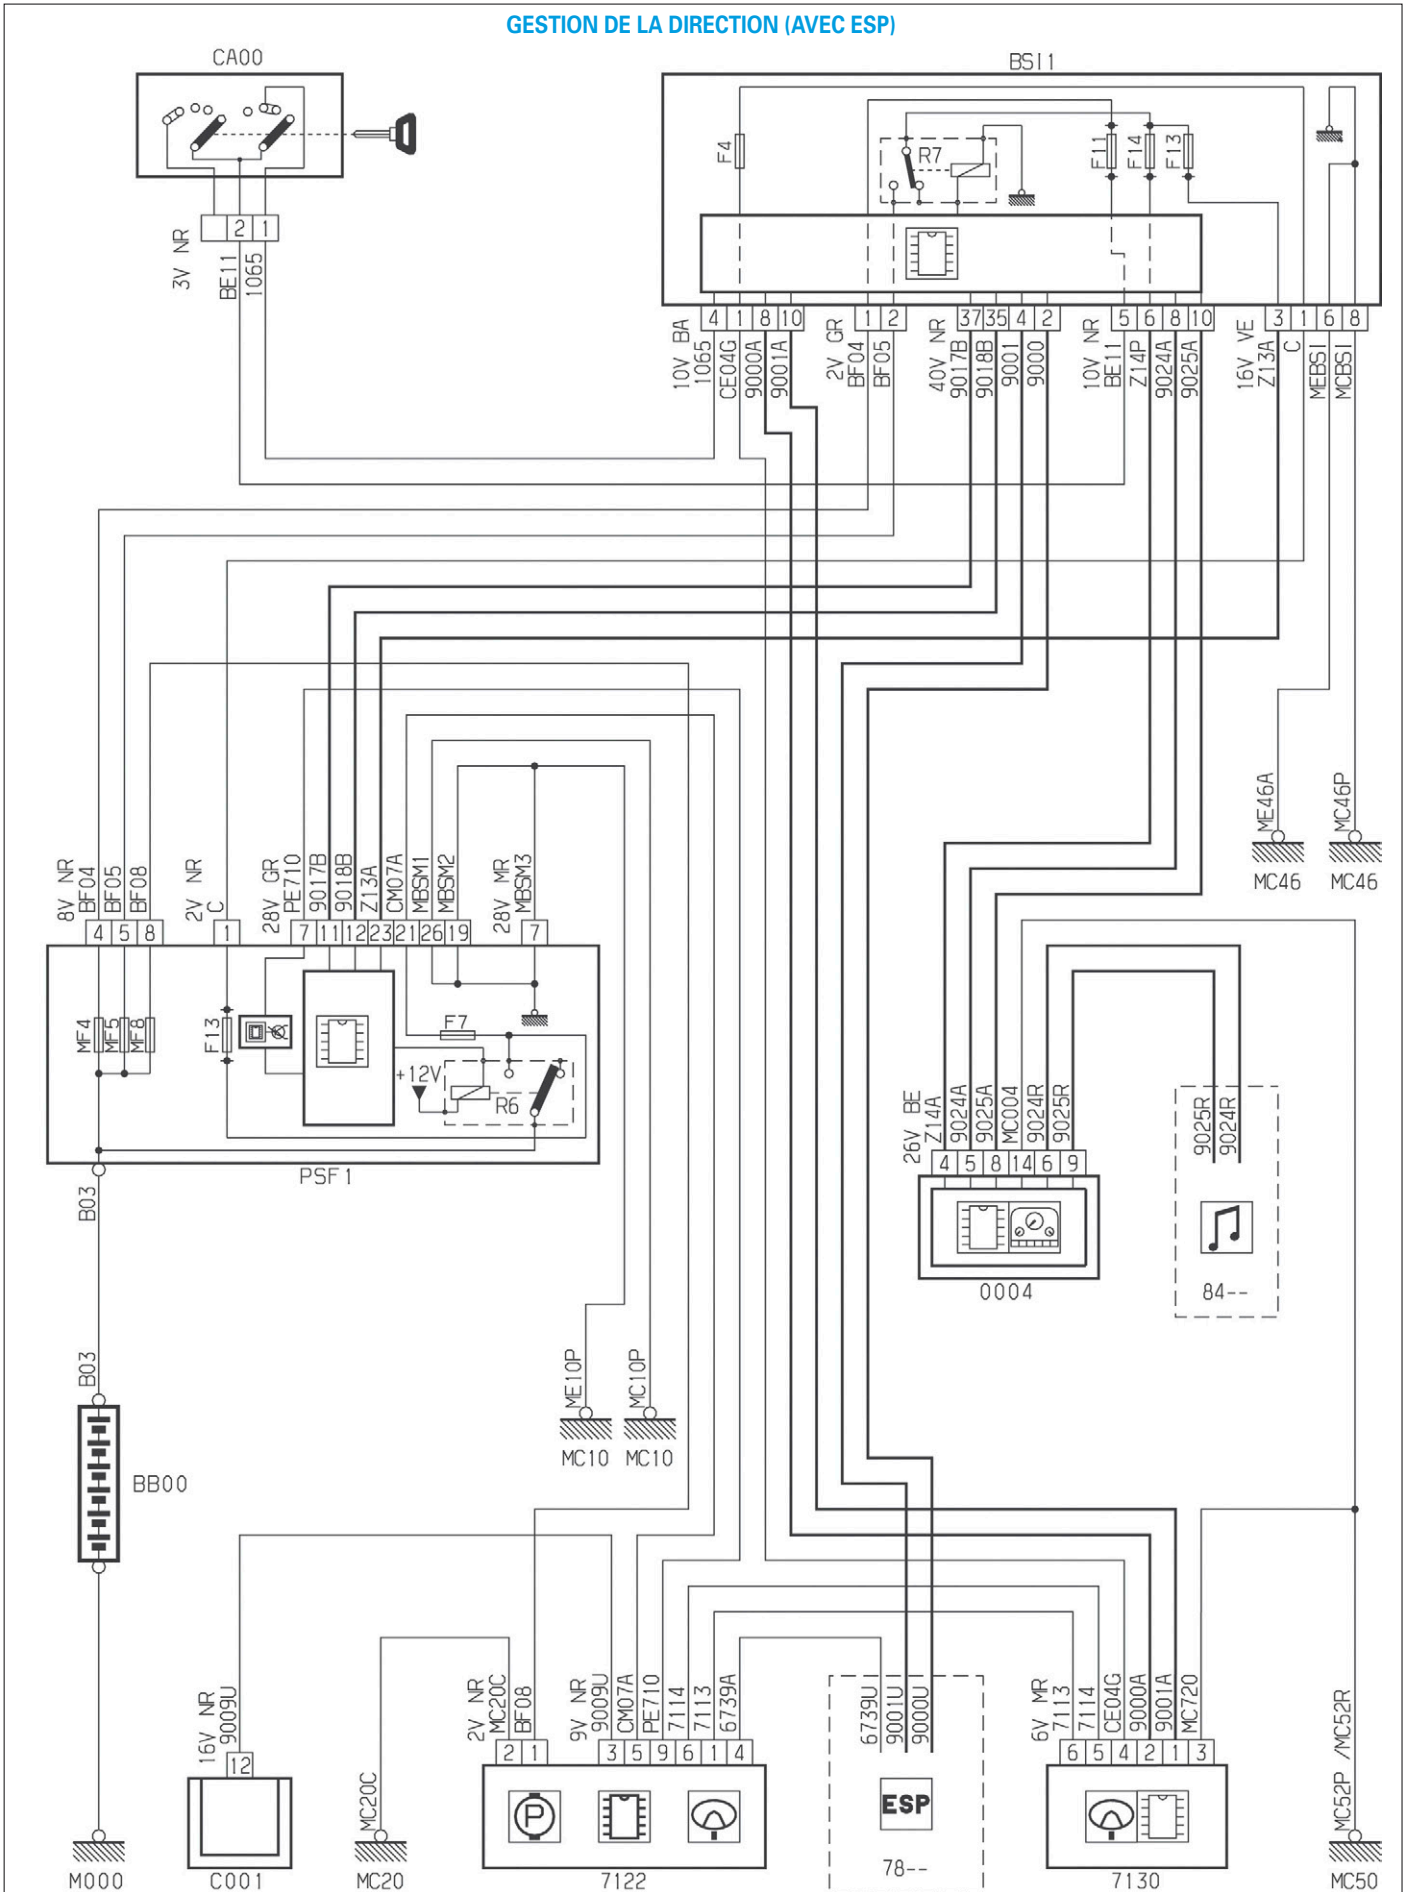 GESTION DE LA DIRECTION (AVEC ESP)
CA00
BSI1
F4
R7
F11
F14
F13
2 1
3V NR
BE11
1065
4 1 8 10 1 2 37 35 4 2 5 6 8 10 3 1 6 8
10V BA
1065
CE04G
9000A
9001A
2V GR
BF04
BF05
40V NR
9017B
9018B
9001
9000
10V NR
BE11
Z14P
9024A
9025A
16V VE
Z13A
C
MEBSI
MCBSI
ME46A
MC46P
MC46 MC46
8V NR
BF04
BF05
BF08
2V NR
C
28V GR
PE710
9017B
9018B
Z13A
CM07A
MBSM1
MBSM2
28V MR
MBSM3
4 5 8 1 7 11 12 23 21 26 19 7
MF4
MF5
MF8
F13
F7
+12V
R6
PSF1
B03
26V BE
Z14A
9024A
9025A
MC004
9024R
9025R
4 5 8 14 6 9
0004
9025R
9024R
84--
B03
BB00
ME10P
MC10P
MC10 MC10
16V NR
9009U
12
MC20C
2V NR
MC20C
BF08
2 1
9V NR
9009U
CM07A
PE710
7114
7113
6739A
3 5 9 6 1 4
P
6739U
9001U
9000U
ESP
78--
6V MR
7113
7114
CE04G
9000A
9001A
MC720
6 5 4 2 1 3
MC52P /MC52R
M000 C001 MC20 7122 7130 MC50